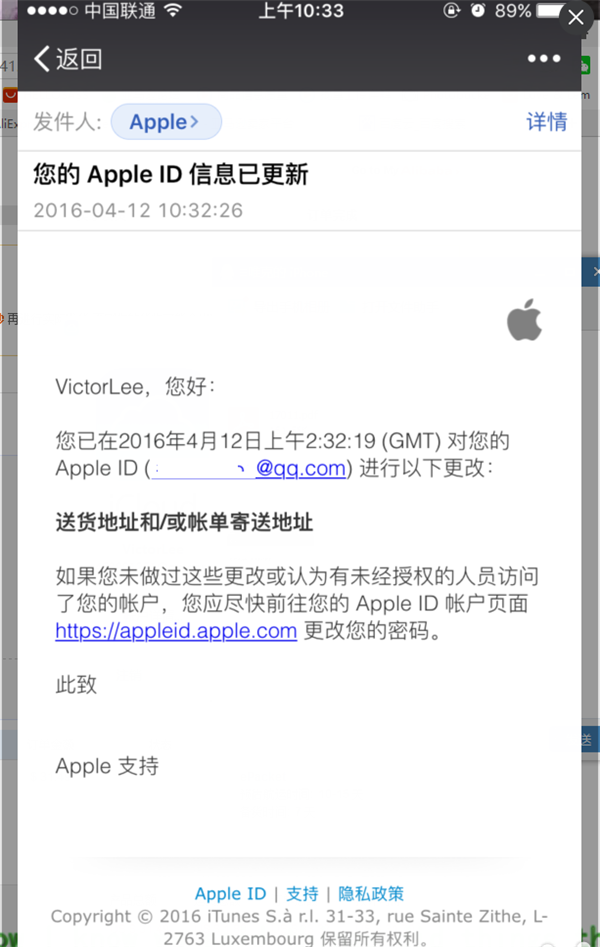 中国联通 上午10:33 89%
返回
发件人: Apple> 详情
您的 Apple ID 信息已更新
2016-04-12 10:32:26
VictorLee，您好：
您已在2016年4月12日上午2:32:19 (GMT) 对您的
Apple ID (@qq.com) 进行以下更改：
送货地址和/或帐单寄送地址
如果您未做过这些更改或认为有未经授权的人员访问
了您的帐户，您应尽快前往您的 Apple ID 帐户页面
https://appleid.apple.com 更改您的密码。
此致
Apple 支持
Apple ID | 支持 | 隐私政策
Copyright © 2016 iTunes S.à r.l. 31-33, rue Sainte Zithe, L-
2763 Luxembourg 保留所有权利。
41
liEx
再
送